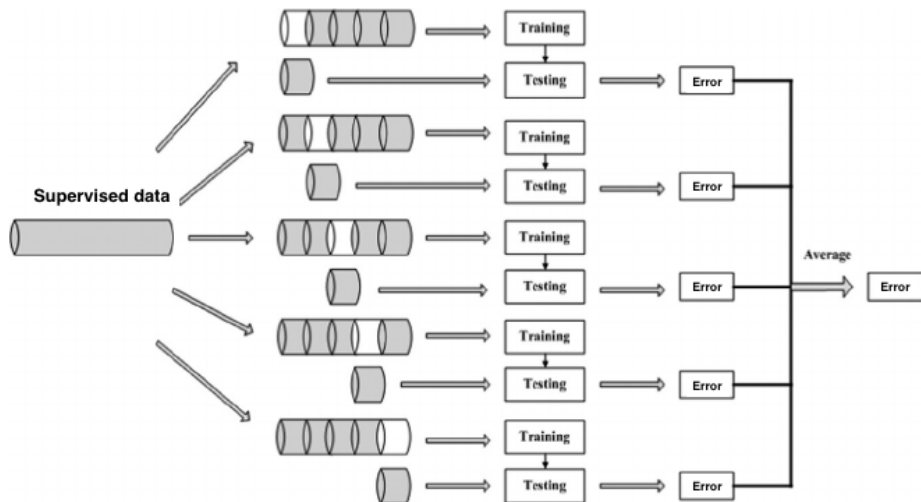 Training
Testing
Error
Training
Supervised data
Testing
Error
Training
Average
Testing
Error
Error
Training
Testing
Error
Training
Testing
Error